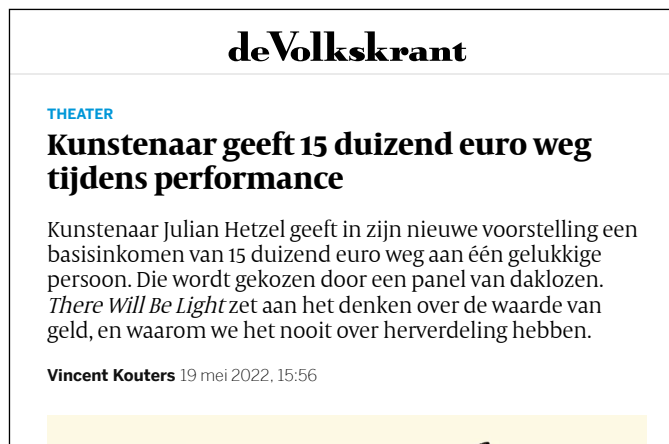 deVolkskrant
THEATER
Kunstenaar geeft 15 duizend euro weg
tijdens performance
Kunstenaar Julian Hetzel geeft in zijn nieuwe voorstelling een
basisinkomen van 15 duizend euro weg aan één gelukkige
persoon. Die wordt gekozen door een panel van daklozen.
There Will Be Light zet aan het denken over de waarde van
geld, en waarom we het nooit over herverdeling hebben.
Vincent Kouters 19 mei 2022, 15:56